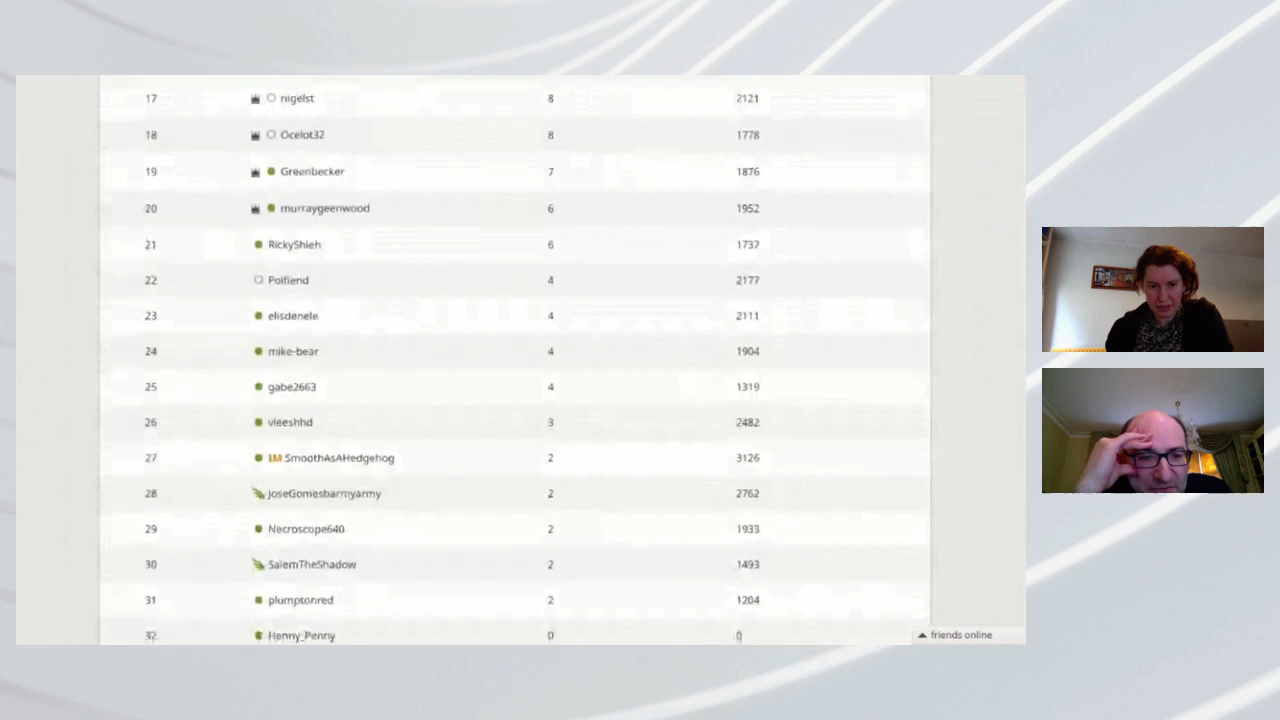 17 nigelst 8 2121
18 Ocelot32 8 1778
19 Greenbecker 7 1876
20 murraygeenwood 6 1952
21 RickyShieh 6 1737
22 Poifiend 4 2177
23 elisdenele 4 2111
24 mike-bear 4 1904
25 gabe2663 4 1319
26 vleeshhd 3 2482
27 IM SmoothAsAHedgehog 2 3126
28 JoseGomesbarmyarmy 2 2762
29 Necroscope640 2 1933
30 SalemTheShadow 2 1493
31 plumptonred 2 1204
32 Henny_Penny 0 0
friends online